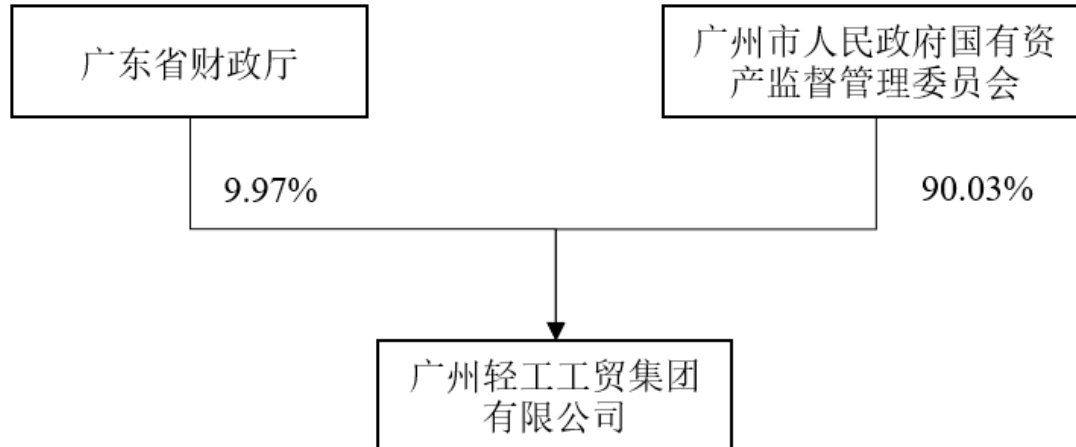 广东省财政厅
广州市人民政府国有资
产监督管理委员会
9.97%
90.03%
广州轻工工贸集团
有限公司